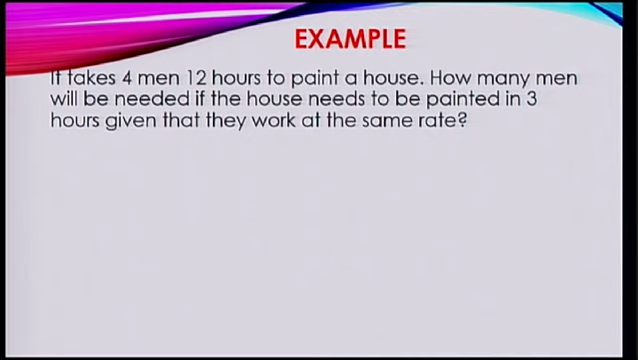 EXAMPLE
It takes 4 men 12 hours to paint a house. How many men
will be needed if the house needs to be painted in 3
hours given that they work at the same rate?